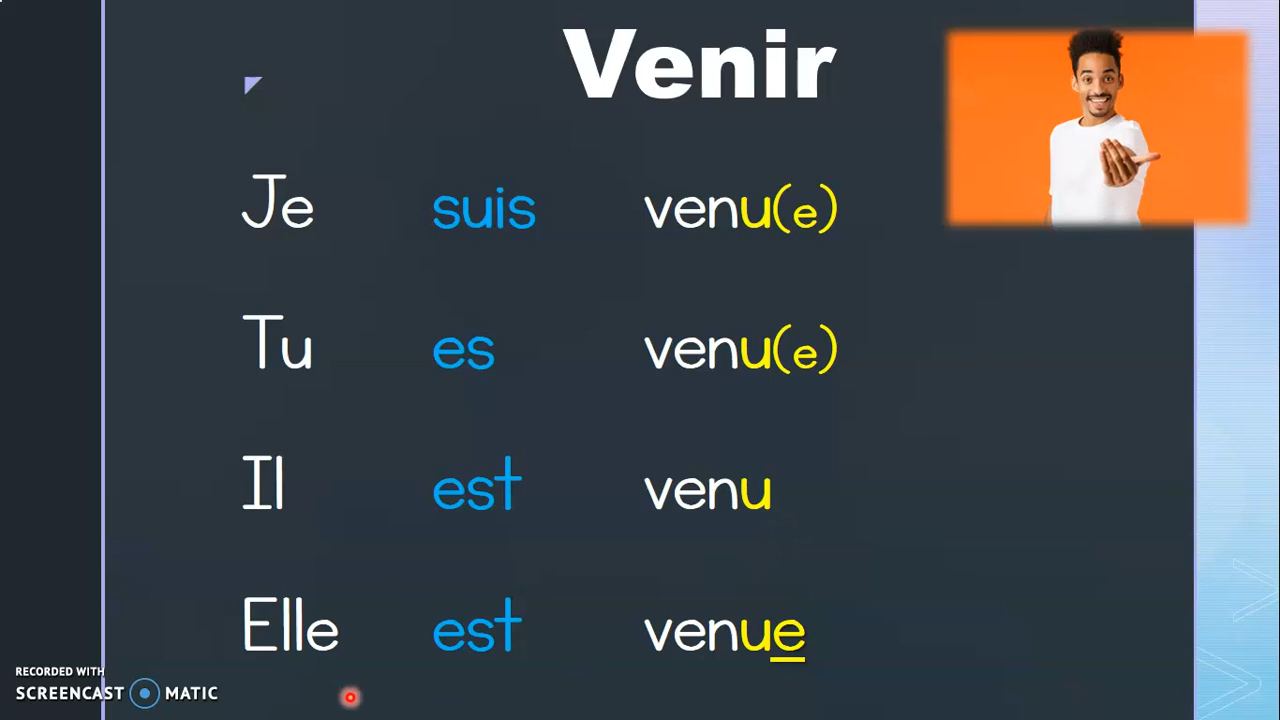 Venir
Je suis venu(e)
Tu es venu(e)
Il est venu
Elle est venue
RECORDED WITH
SCREENCAST MATIC